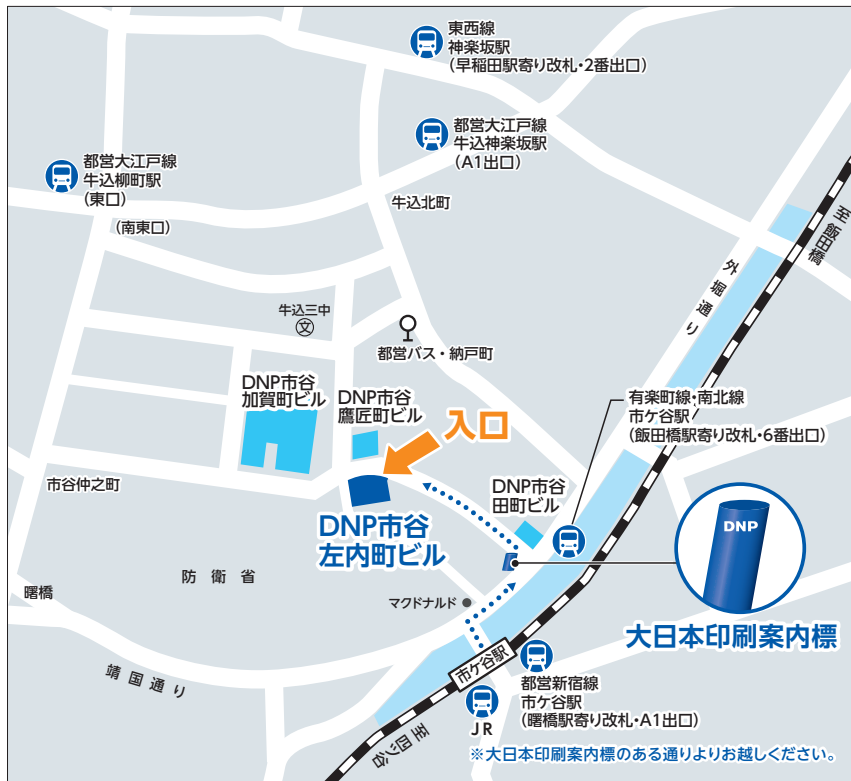 東西線
神楽坂駅
(早稲田駅寄り改札・2番出口)
都営大江戸線
牛込神楽坂駅
(A1出口)
都営大江戸線
牛込柳町駅
(東口)
(南東口)
牛込北町
至飯田橋
外堀通り
牛込三中
文
都営バス・納戸町
DNP市谷
加賀町ビル
DNP市谷
鷹匠町ビル
有楽町線・南北線
市ケ谷駅
(飯田橋駅寄り改札・6番出口)
入口
市谷仲之町
DNP市谷
田町ビル
DNP市谷
左内町ビル
DNP
防衛省
曙橋
マクドナルド
大日本印刷案内標
靖国通り
市ケ谷駅
都営新宿線
市ケ谷駅
(曙橋駅寄り改札・A1出口)
JR
至四ツ谷
※大日本印刷案内標のある通りよりお越しください。